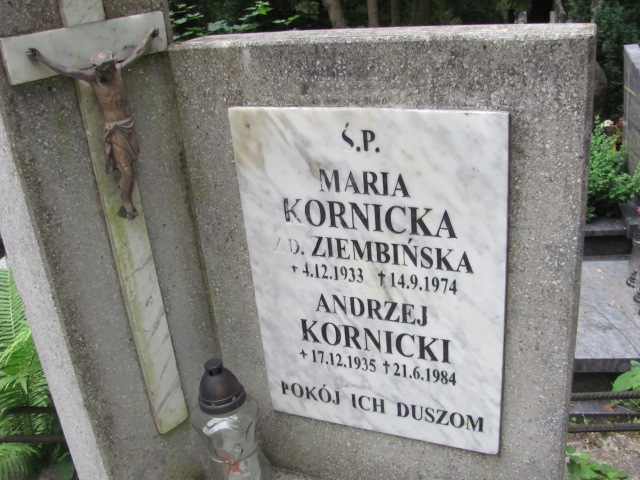 Ś.P.
MARIA
KORNICKA
Z D. ZIEMBIŃSKA
* 4.12.1933 † 14.9.1974
ANDRZEJ
KORNICKI
* 17.12.1935 † 21.6.1984
POKÓJ ICH DUSZOM